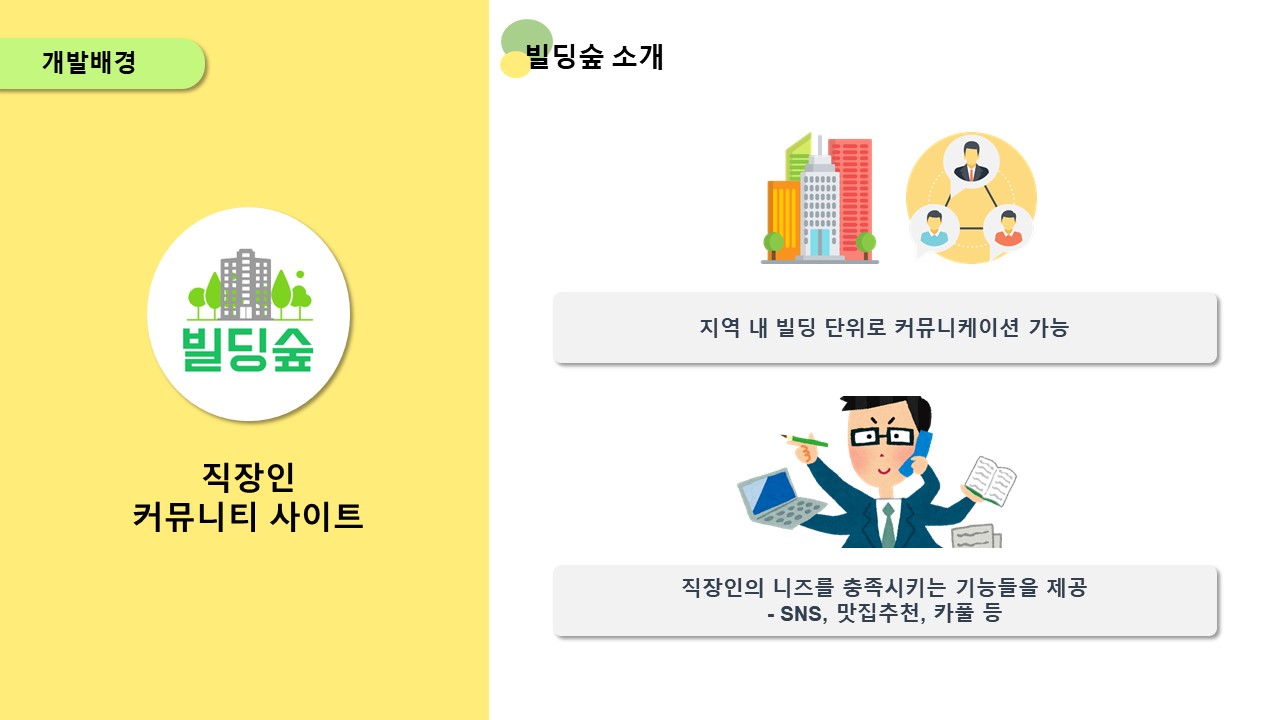 개발배경
빌딩숲
직장인
커뮤니티 사이트
빌딩숲 소개
지역 내 빌딩 단위로 커뮤니케이션 가능
직장인의 니즈를 충족시키는 기능들을 제공
- SNS, 맛집추천, 카풀 등